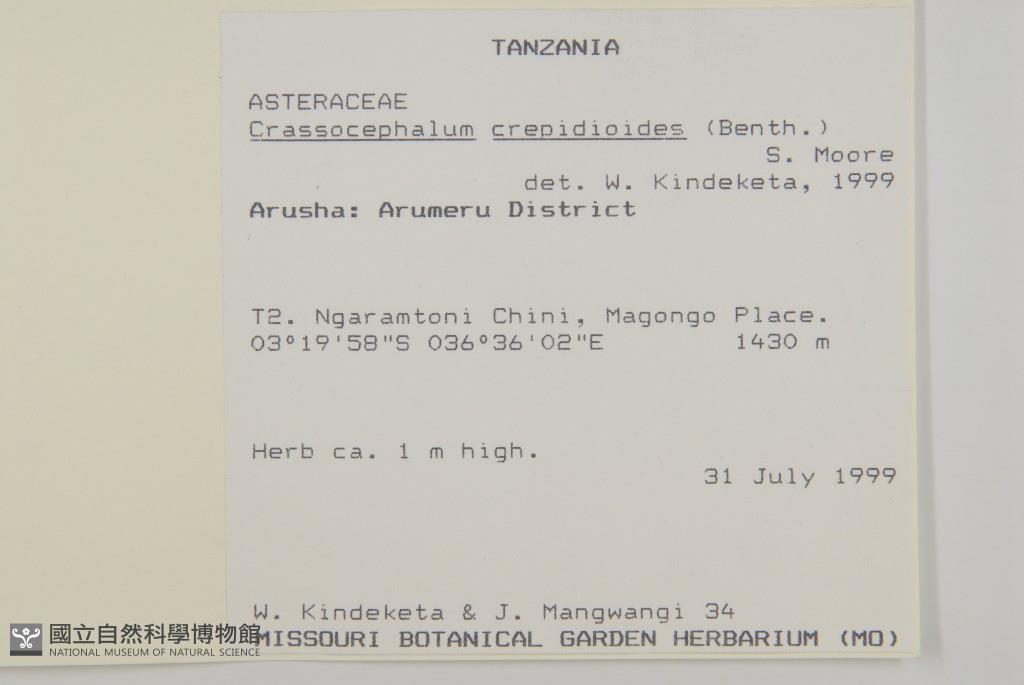 TANZANIA
ASTERACEAE
Crassocephalum crepidioides (Benth.)
S. Moore
det. W. Kindeketa, 1999
Arusha: Arumeru District
T2. Ngaramtoni Chini, Magongo Place.
03°19'58"S 036°36'02"E 1430 m
Herb ca. 1 m high.
31 July 1999
W. Kindeketa & J. Mangwangi 34
MISSOURI BOTANICAL GARDEN HERBARIUM (MO)
國立自然科學博物館
NATIONAL MUSEUM OF NATURAL SCIENCE